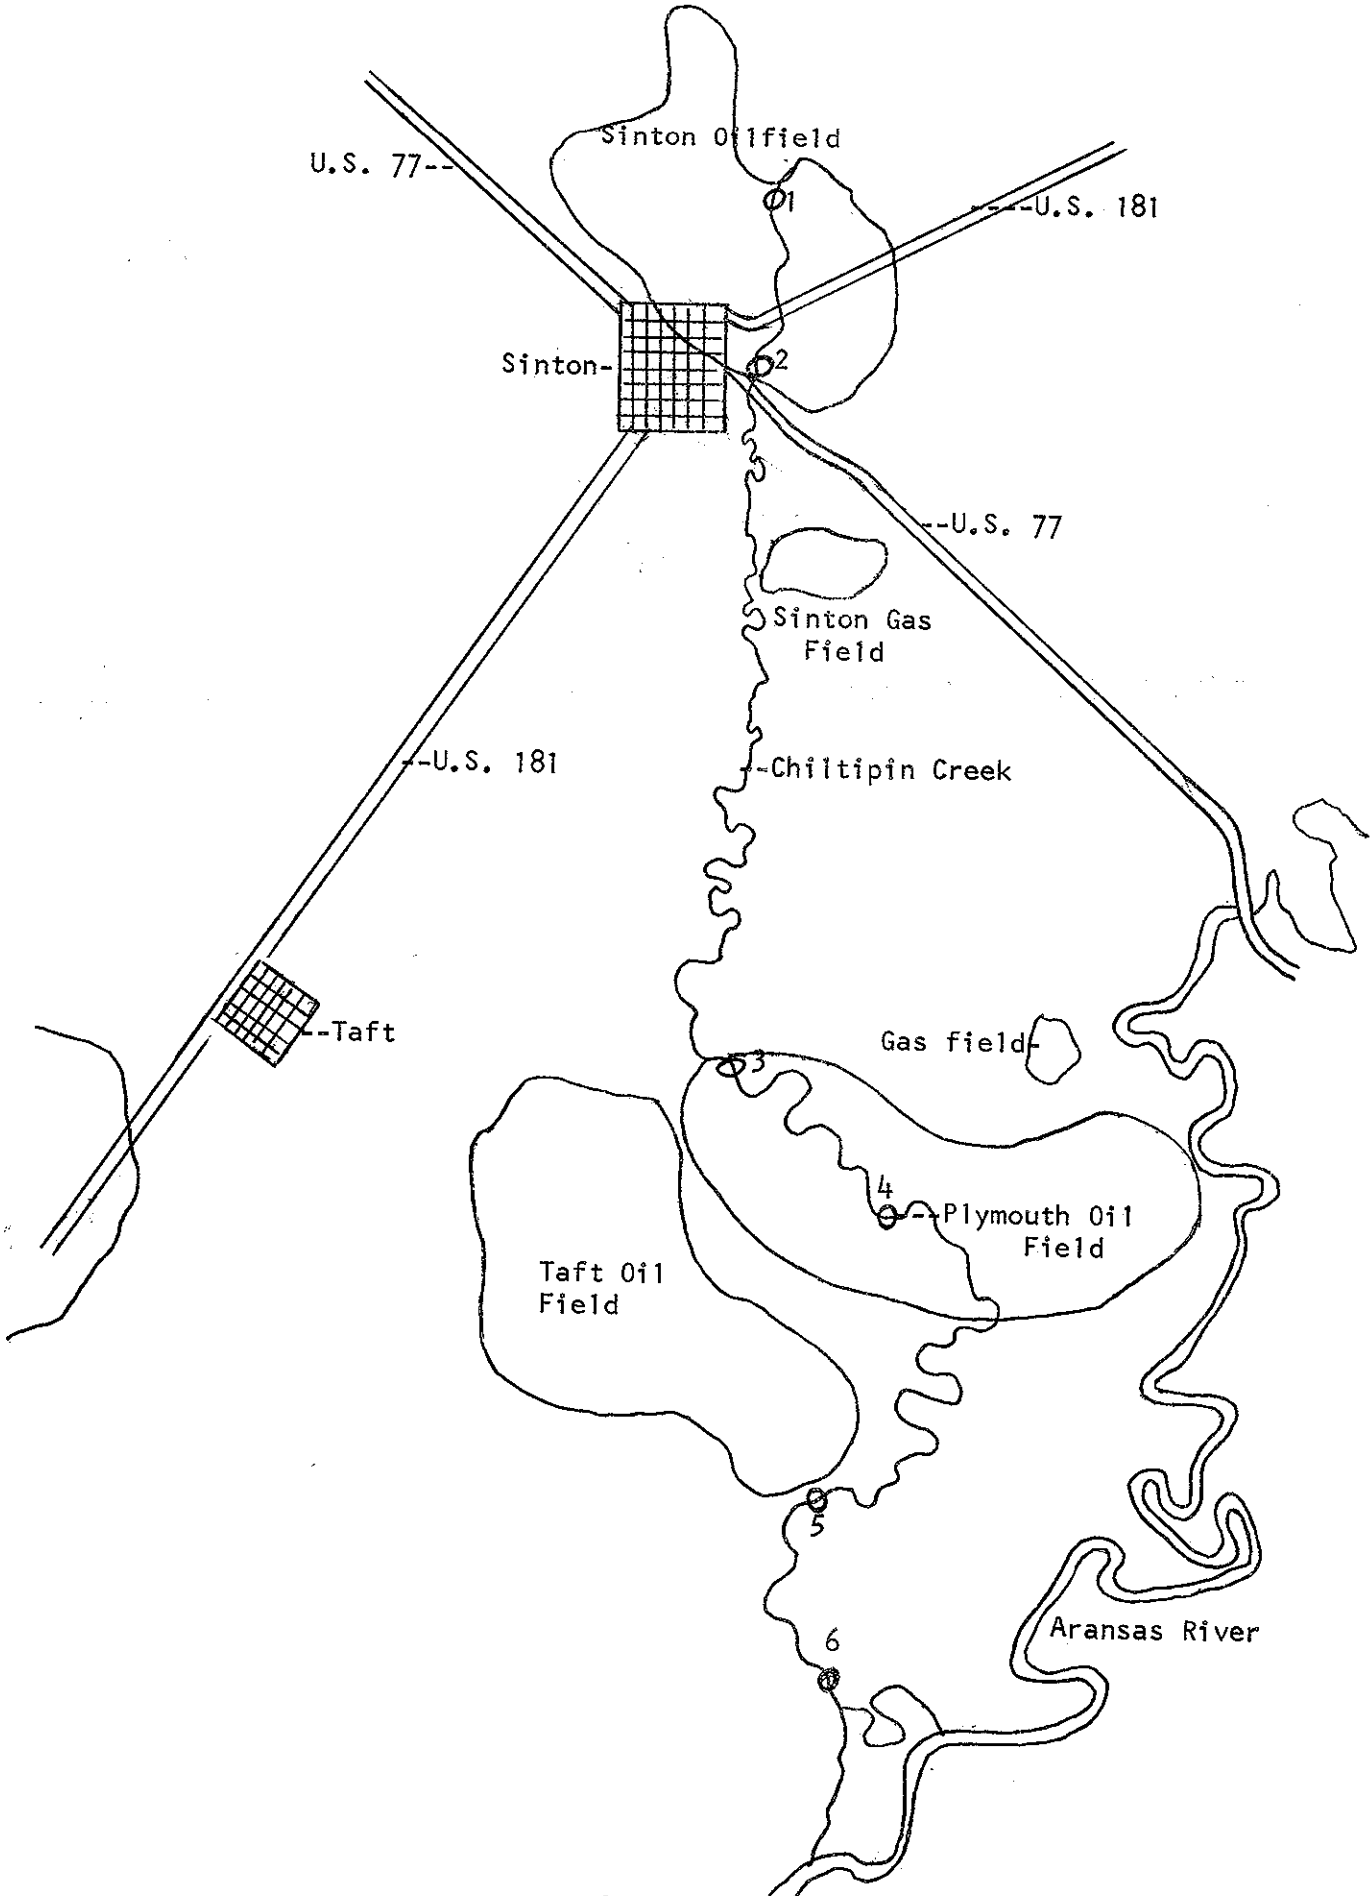 Sinton Oilfield
U.S. 77--
1
----U.S. 181
Sinton-
2
--U.S. 77
Sinton Gas
Field
--U.S. 181
--Chiltipin Creek
--Taft
Gas field-
3
4
--Plymouth Oil
Field
Taft Oil
Field
5
Aransas River
6